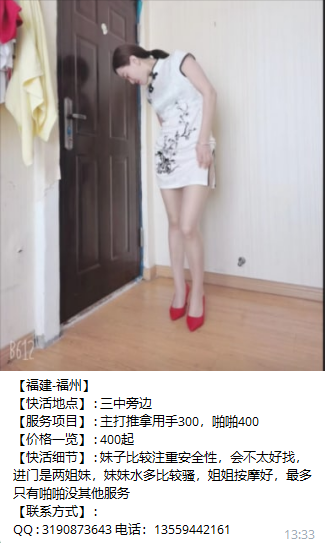 B612
【福建-福州】
【快活地点】:三中旁边
【服务项目】:主打推拿用手300，啪啪400
【价格一览】:400起
【快活细节】:妹子比较注重安全性，会不太好找，
进门是两姐妹，妹妹水多比较骚，姐姐按摩好，最多
只有啪啪没其他服务
【联系方式】:
QQ:3190873643 电话：13559442161
13:33